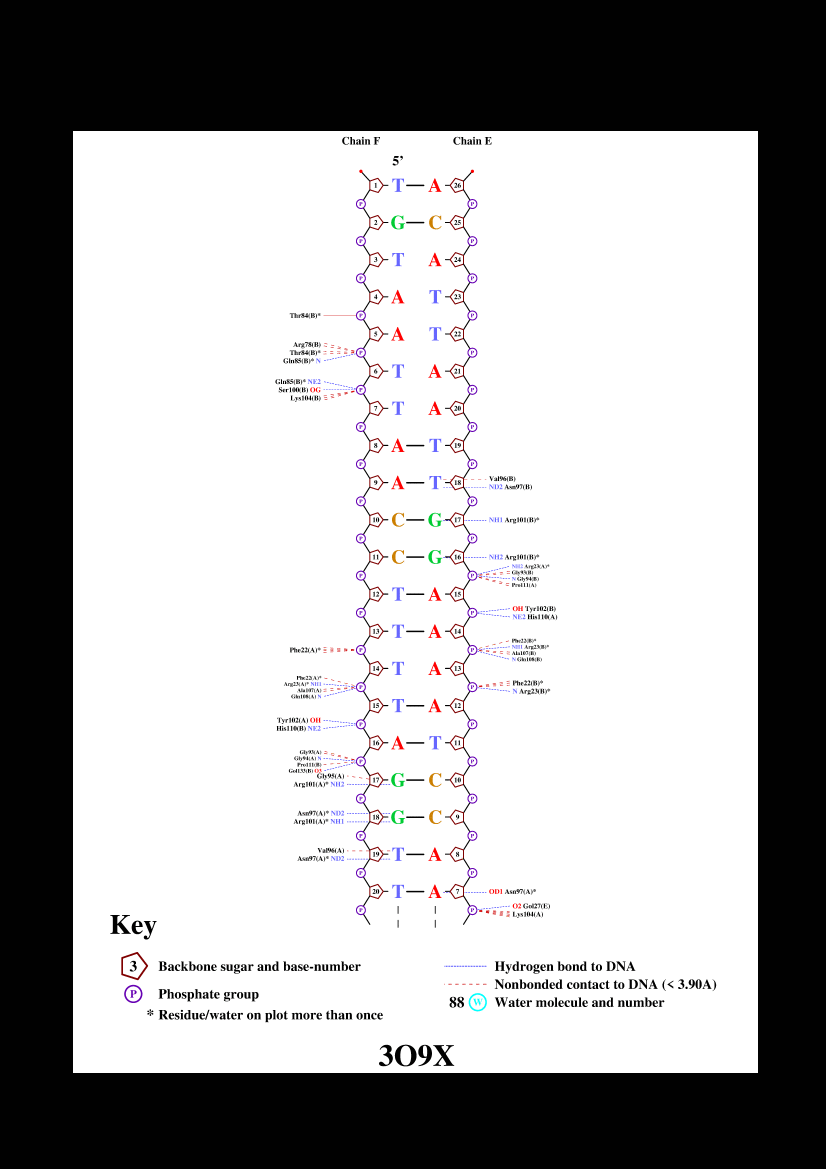 Chain F Chain E
5'
1 T A 26
P P
2 G C 25
P P
3 T A 24
P P
4 A T 23
Thr84(B)* P P
5 A T 22
Arg78(B)
Thr84(B)* P P
Gln85(B)* N
6 T A 21
Gln85(B)* NE2
Ser100(B) OG P P
Lys104(B)
7 T A 20
P P
8 A T 19
P P
9 A T 18 Val96(B)
ND2 Asn97(B)
P P
10 C G 17 NH1 Arg101(B)*
P P
11 C G 16 NH2 Arg101(B)*
NH2 Arg23(A)*
P P Gly93(B)
N Gly94(B)
Pro111(A)
12 T A 15
P P OH Tyr102(B)
NE2 His110(A)
13 T A 14
Phe22(B)*
Phe22(A)* P P NH1 Arg23(B)*
Ala107(B)
N Gln108(B)
14 T A 13
Phe22(A)*
Arg23(A)* NH1 P P Phe22(B)*
Ala107(A) N Arg23(B)*
Gln108(A) N
15 T A 12
Tyr102(A) OH P P
His110(B) NE2
16 A T 11
Gly93(A)
Gly94(A) N P P
Pro111(B)
Gol133(B) O3
Gly95(A) 17 G C 10
Arg101(A)* NH2
P P
Asn97(A)* ND2 18 G C 9
Arg101(A)* NH1
P P
Val96(A) 19 T A 8
Asn97(A)* ND2
P P
20 T A 7 OD1 Asn97(A)*
P P O2 Gol27(E)
Lys104(A)
Key
3 Backbone sugar and base-number
P Phosphate group
* Residue/water on plot more than once
Hydrogen bond to DNA
Nonbonded contact to DNA (< 3.90A)
88 W Water molecule and number
3O9X